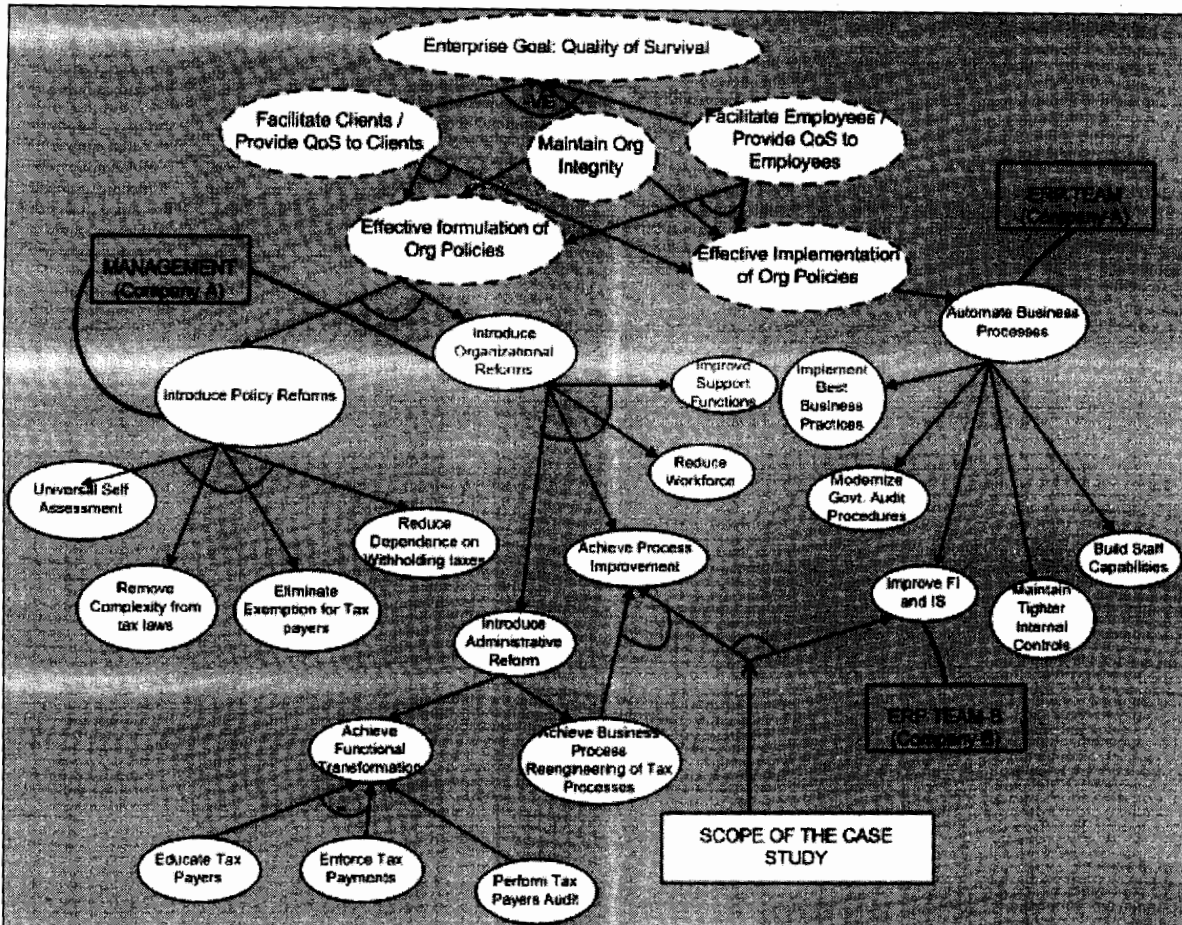 Enterprise Goal: Quality of Survival
Facilitate Clients /
Provide QoS to Clients
Maintain Org
Integrity
Facilitate Employees /
Provide QoS to
Employees
ERP TEAM
(Company A)
Effective formulation of
Org Policies
Effective Implementation
of Org Policies
MANAGEMENT
(Company A)
Automate Business
Processes
Introduce
Organizational
Reforms
Introduce Policy Reforms
Improve
Support
Functions
Implement
Best
Business
Practices
Reduce
Workforce
Modernize
Govt. Audit
Procedures
Universal Self
Assessment
Reduce
Dependence on
Withholding taxes
Achieve Process
Improvement
Build Staff
Capabilities
Remove
Complexity from
tax laws
Eliminate
Exemption for Tax
payers
Improve FI
and IS
Maintain
Tighter
Internal
Controls
Introduce
Administrative
Reform
ERP TEAM-B
(Company B)
Achieve
Functional
Transformation
Achieve Business
Process
Reengineering of Tax
Processes
SCOPE OF THE CASE
STUDY
Educate Tax
Payers
Enforce Tax
Payments
Perform Tax
Payers Audit